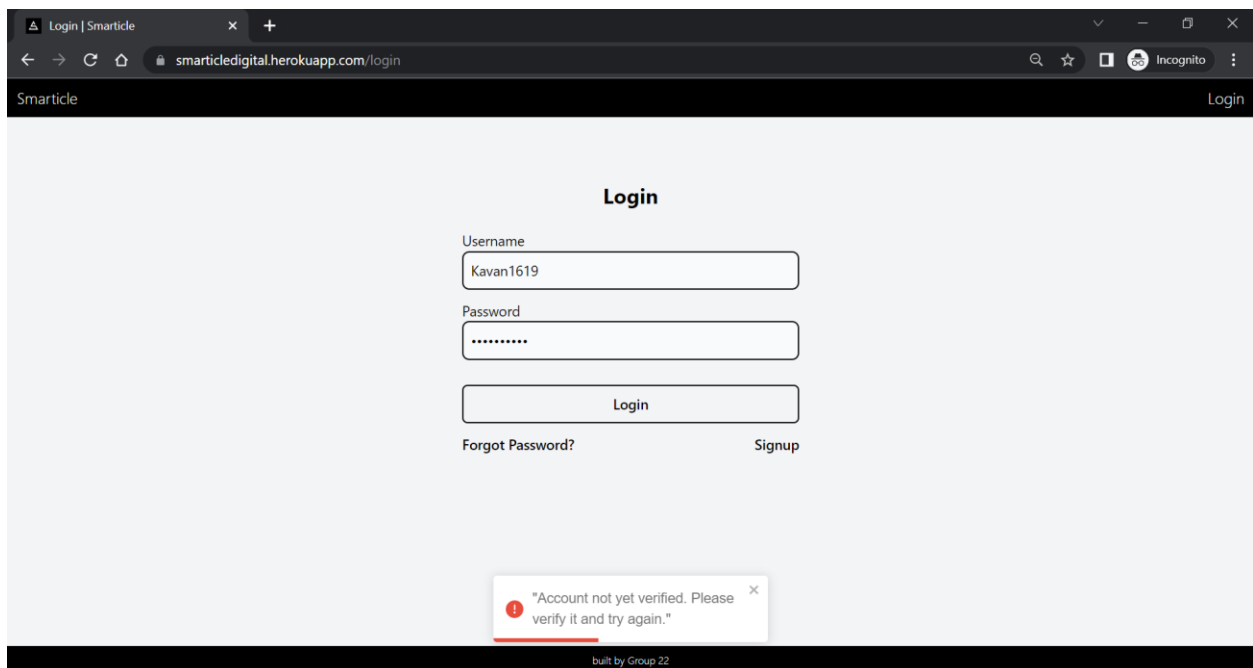 Login | Smarticle
smarticledigital.herokuapp.com/login
Incognito
Smarticle
Login
Login
Username
Kavan1619
Password
••••••••••
Login
Forgot Password?
Signup
"Account not yet verified. Please
verify it and try again."
built by Group 22